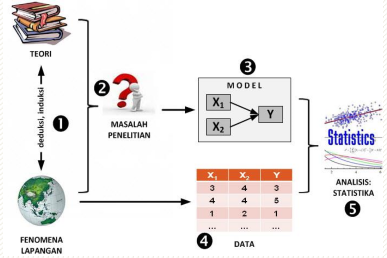 TEORI
deduksi, induksi
1
FENOMENA
LAPANGAN
2
MASALAH
PENELITIAN
3
MODEL
X1
X2
Y
X1 X2 Y
3 4 3
4 4 5
1 2 1
... ... ...
4
DATA
Statistics
ANALISIS:
STATISTIKA
5